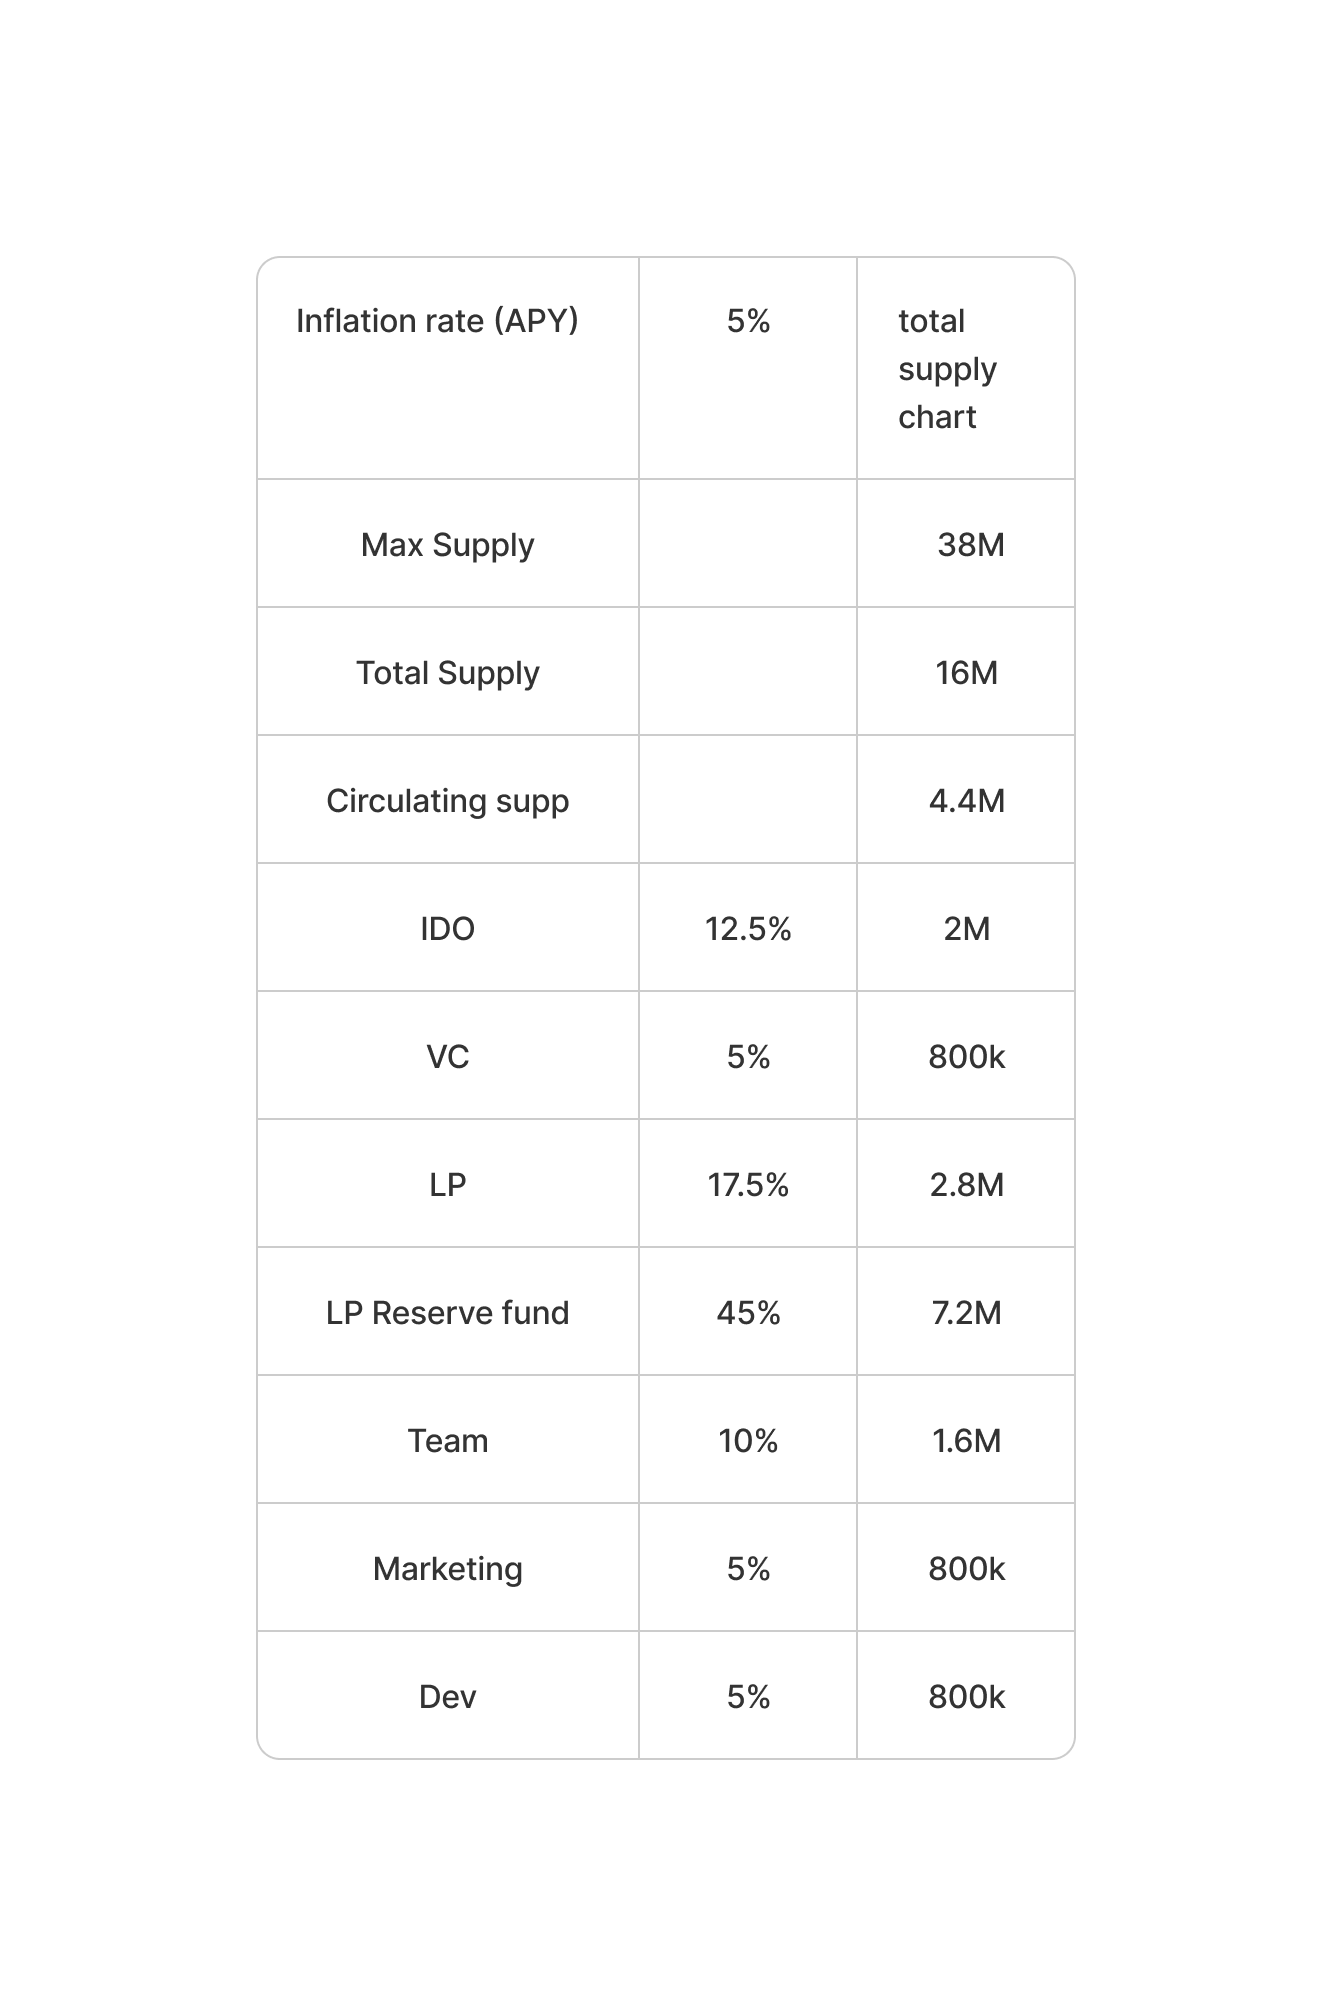 Inflation rate (APY) 5% total
supply
chart
Max Supply 38M
Total Supply 16M
Circulating supp 4.4M
IDO 12.5% 2M
VC 5% 800k
LP 17.5% 2.8M
LP Reserve fund 45% 7.2M
Team 10% 1.6M
Marketing 5% 800k
Dev 5% 800k